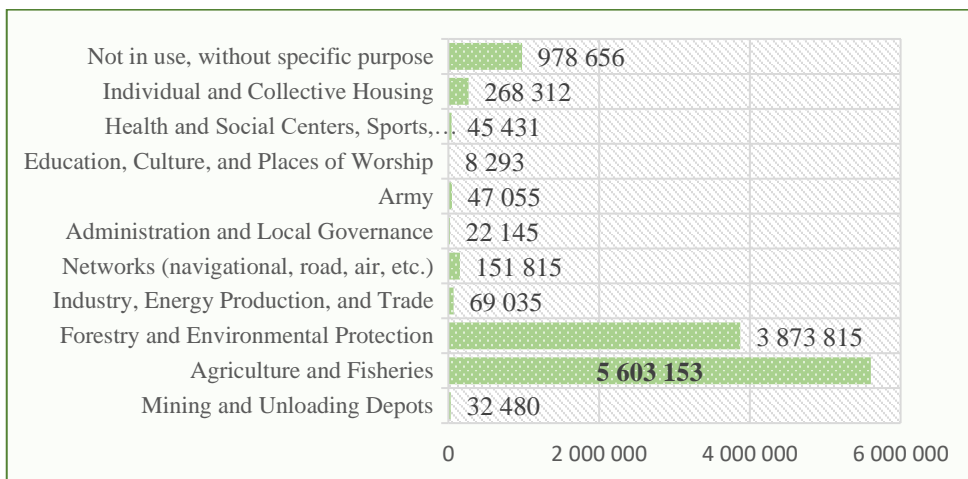 Not in use, without specific purpose 978 656
Individual and Collective Housing 268 312
Health and Social Centers, Sports,… 45 431
Education, Culture, and Places of Worship 8 293
Army 47 055
Administration and Local Governance 22 145
Networks (navigational, road, air, etc.) 151 815
Industry, Energy Production, and Trade 69 035
Forestry and Environmental Protection 3 873 815
Agriculture and Fisheries 5 603 153
Mining and Unloading Depots 32 480
0 2 000 000 4 000 000 6 000 000